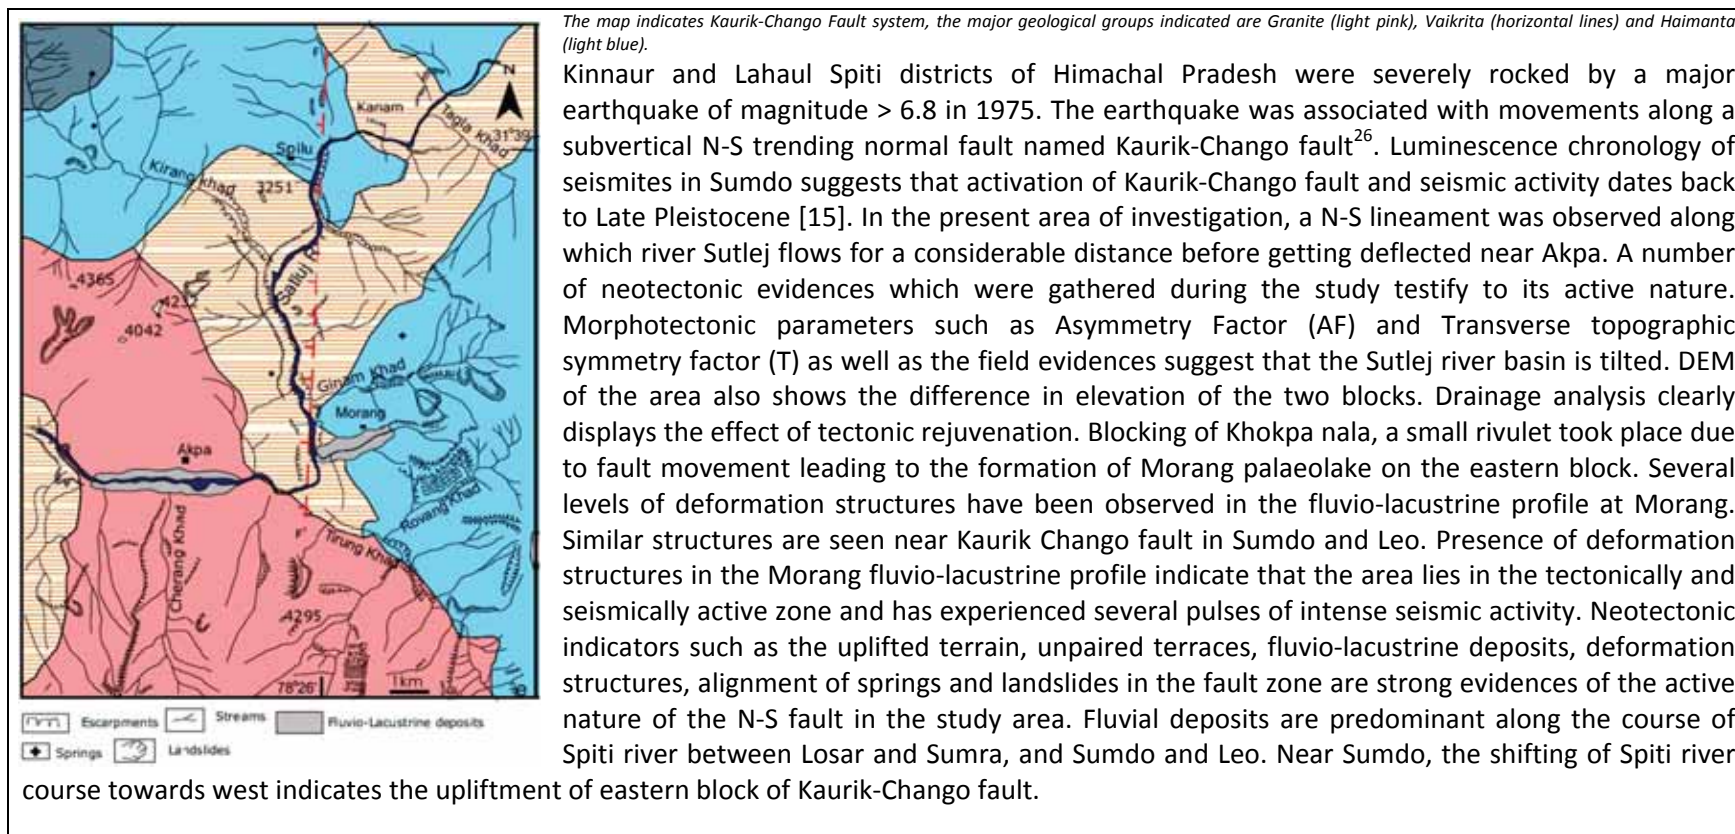 The map indicates Kaurik-Chango Fault system, the major geological groups indicated are Granite (light pink), Vaikrita (horizontal lines) and Haimanta
(light blue).
Kinnaur and Lahaul Spiti districts of Himachal Pradesh were severely rocked by a major
earthquake of magnitude > 6.8 in 1975. The earthquake was associated with movements along a
subvertical N-S trending normal fault named Kaurik-Chango fault26. Luminescence chronology of
seismites in Sumdo suggests that activation of Kaurik-Chango fault and seismic activity dates back
to Late Pleistocene [15]. In the present area of investigation, a N-S lineament was observed along
which river Sutlej flows for a considerable distance before getting deflected near Akpa. A number
of neotectonic evidences which were gathered during the study testify to its active nature.
Morphotectonic parameters such as Asymmetry Factor (AF) and Transverse topographic
symmetry factor (T) as well as the field evidences suggest that the Sutlej river basin is tilted. DEM
of the area also shows the difference in elevation of the two blocks. Drainage analysis clearly
displays the effect of tectonic rejuvenation. Blocking of Khokpa nala, a small rivulet took place due
to fault movement leading to the formation of Morang palaeolake on the eastern block. Several
levels of deformation structures have been observed in the fluvio-lacustrine profile at Morang.
Similar structures are seen near Kaurik Chango fault in Sumdo and Leo. Presence of deformation
structures in the Morang fluvio-lacustrine profile indicate that the area lies in the tectonically and
seismically active zone and has experienced several pulses of intense seismic activity. Neotectonic
indicators such as the uplifted terrain, unpaired terraces, fluvio-lacustrine deposits, deformation
structures, alignment of springs and landslides in the fault zone are strong evidences of the active
nature of the N-S fault in the study area. Fluvial deposits are predominant along the course of
Spiti river between Losar and Sumra, and Sumdo and Leo. Near Sumdo, the shifting of Spiti river
course towards west indicates the upliftment of eastern block of Kaurik-Chango fault.
N
Kanam
Tagla Khad
31°39'
Spilu
Kirang khad
3251
Satluj R
4365
4042
Ginam Khad
Morang
Akpa
Rovang Khad
Tirung Khad
Cherang Khad
4295
78°26'
1km
Escarpments
Streams
Fluvio-Lacustrine deposits
Springs
Landslides